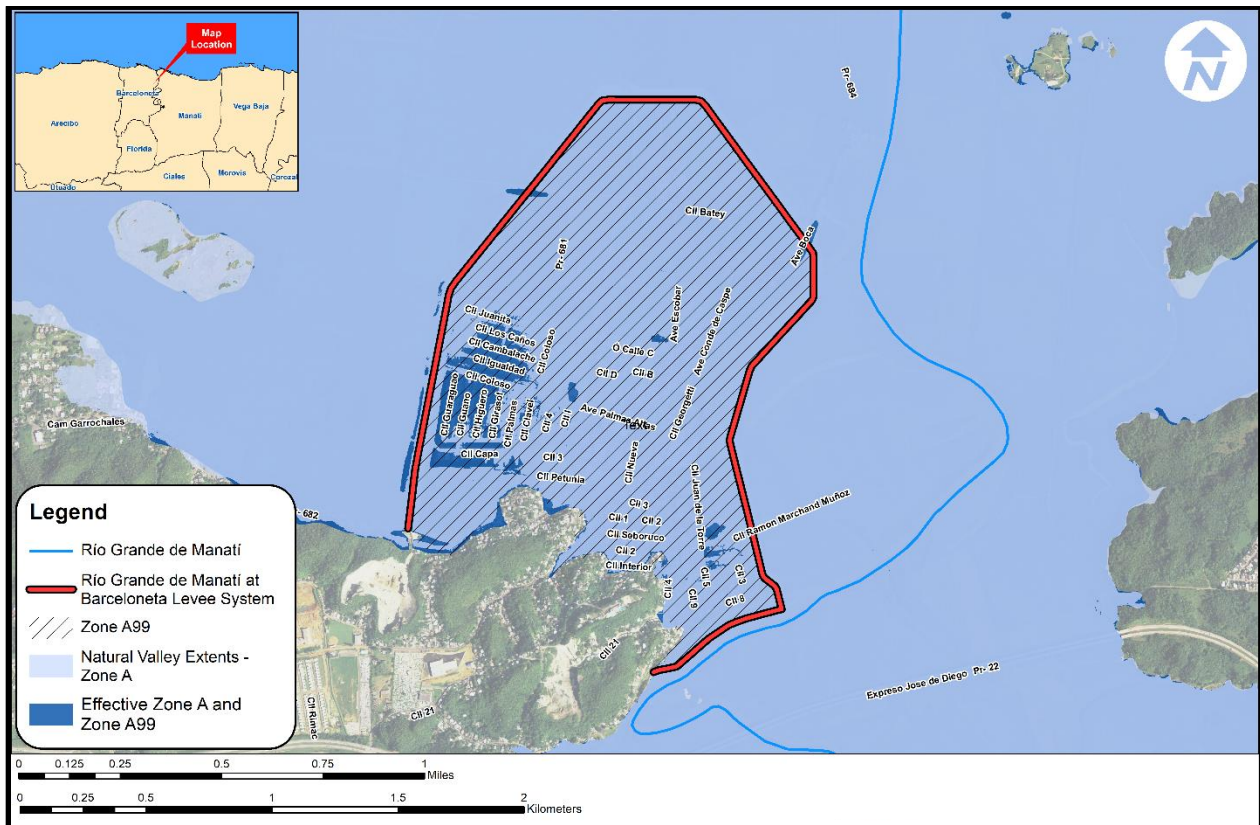 Map
Location
Barceloneta
Arecibo
Manati
Vega Baja
Florida
Ciales
Morovis
Utuado
Corozal
N
Pr- 684
Cll Batey
Ave Boca
Pr- 681
Ave Escobar
Ave Conde de Caspe
Cll Juanita
Cll Los Caños
Cll Cambalache
Cll Igualdad
Cll Coloso
Cll Coloso
O Calle C
Cll D
Cll B
Cll Guaraguao
Cll Guano
Cll Higuero
Cll Girasol
Cll Palmas
Cll Clavel
Cll 4
Cll I
Ave Palmas Altas
Text
Cll Georgetti
Cam Garrochales
Cll Capa
Cll 3
Cll Nueva
Cll Petunia
Cll Juan de la Torre
Cll Ramon Marchand Muñoz
- 682
Cll 3
Cll 1
Cll 2
Cll Seboruco
Cll 2
Cll Interior
Cll 4
Cll 5
Cll 3
Cll 9
Cll 8
Cll 21
Cll 21
Cll Rimac
Expreso Jose de Diego Pr- 22
Legend
Río Grande de Manatí
Río Grande de Manatí at
Barceloneta Levee System
Zone A99
Natural Valley Extents -
Zone A
Effective Zone A and
Zone A99
0 0.125 0.25 0.5 0.75 1
Miles
0 0.25 0.5 1 1.5 2
Kilometers